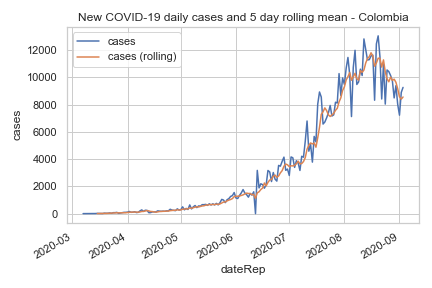 New COVID-19 daily cases and 5 day rolling mean - Colombia
cases
cases (rolling)
12000
10000
8000
6000
4000
2000
0
cases
2020-03
2020-04
2020-05
2020-06
2020-07
2020-08
2020-09
dateRep